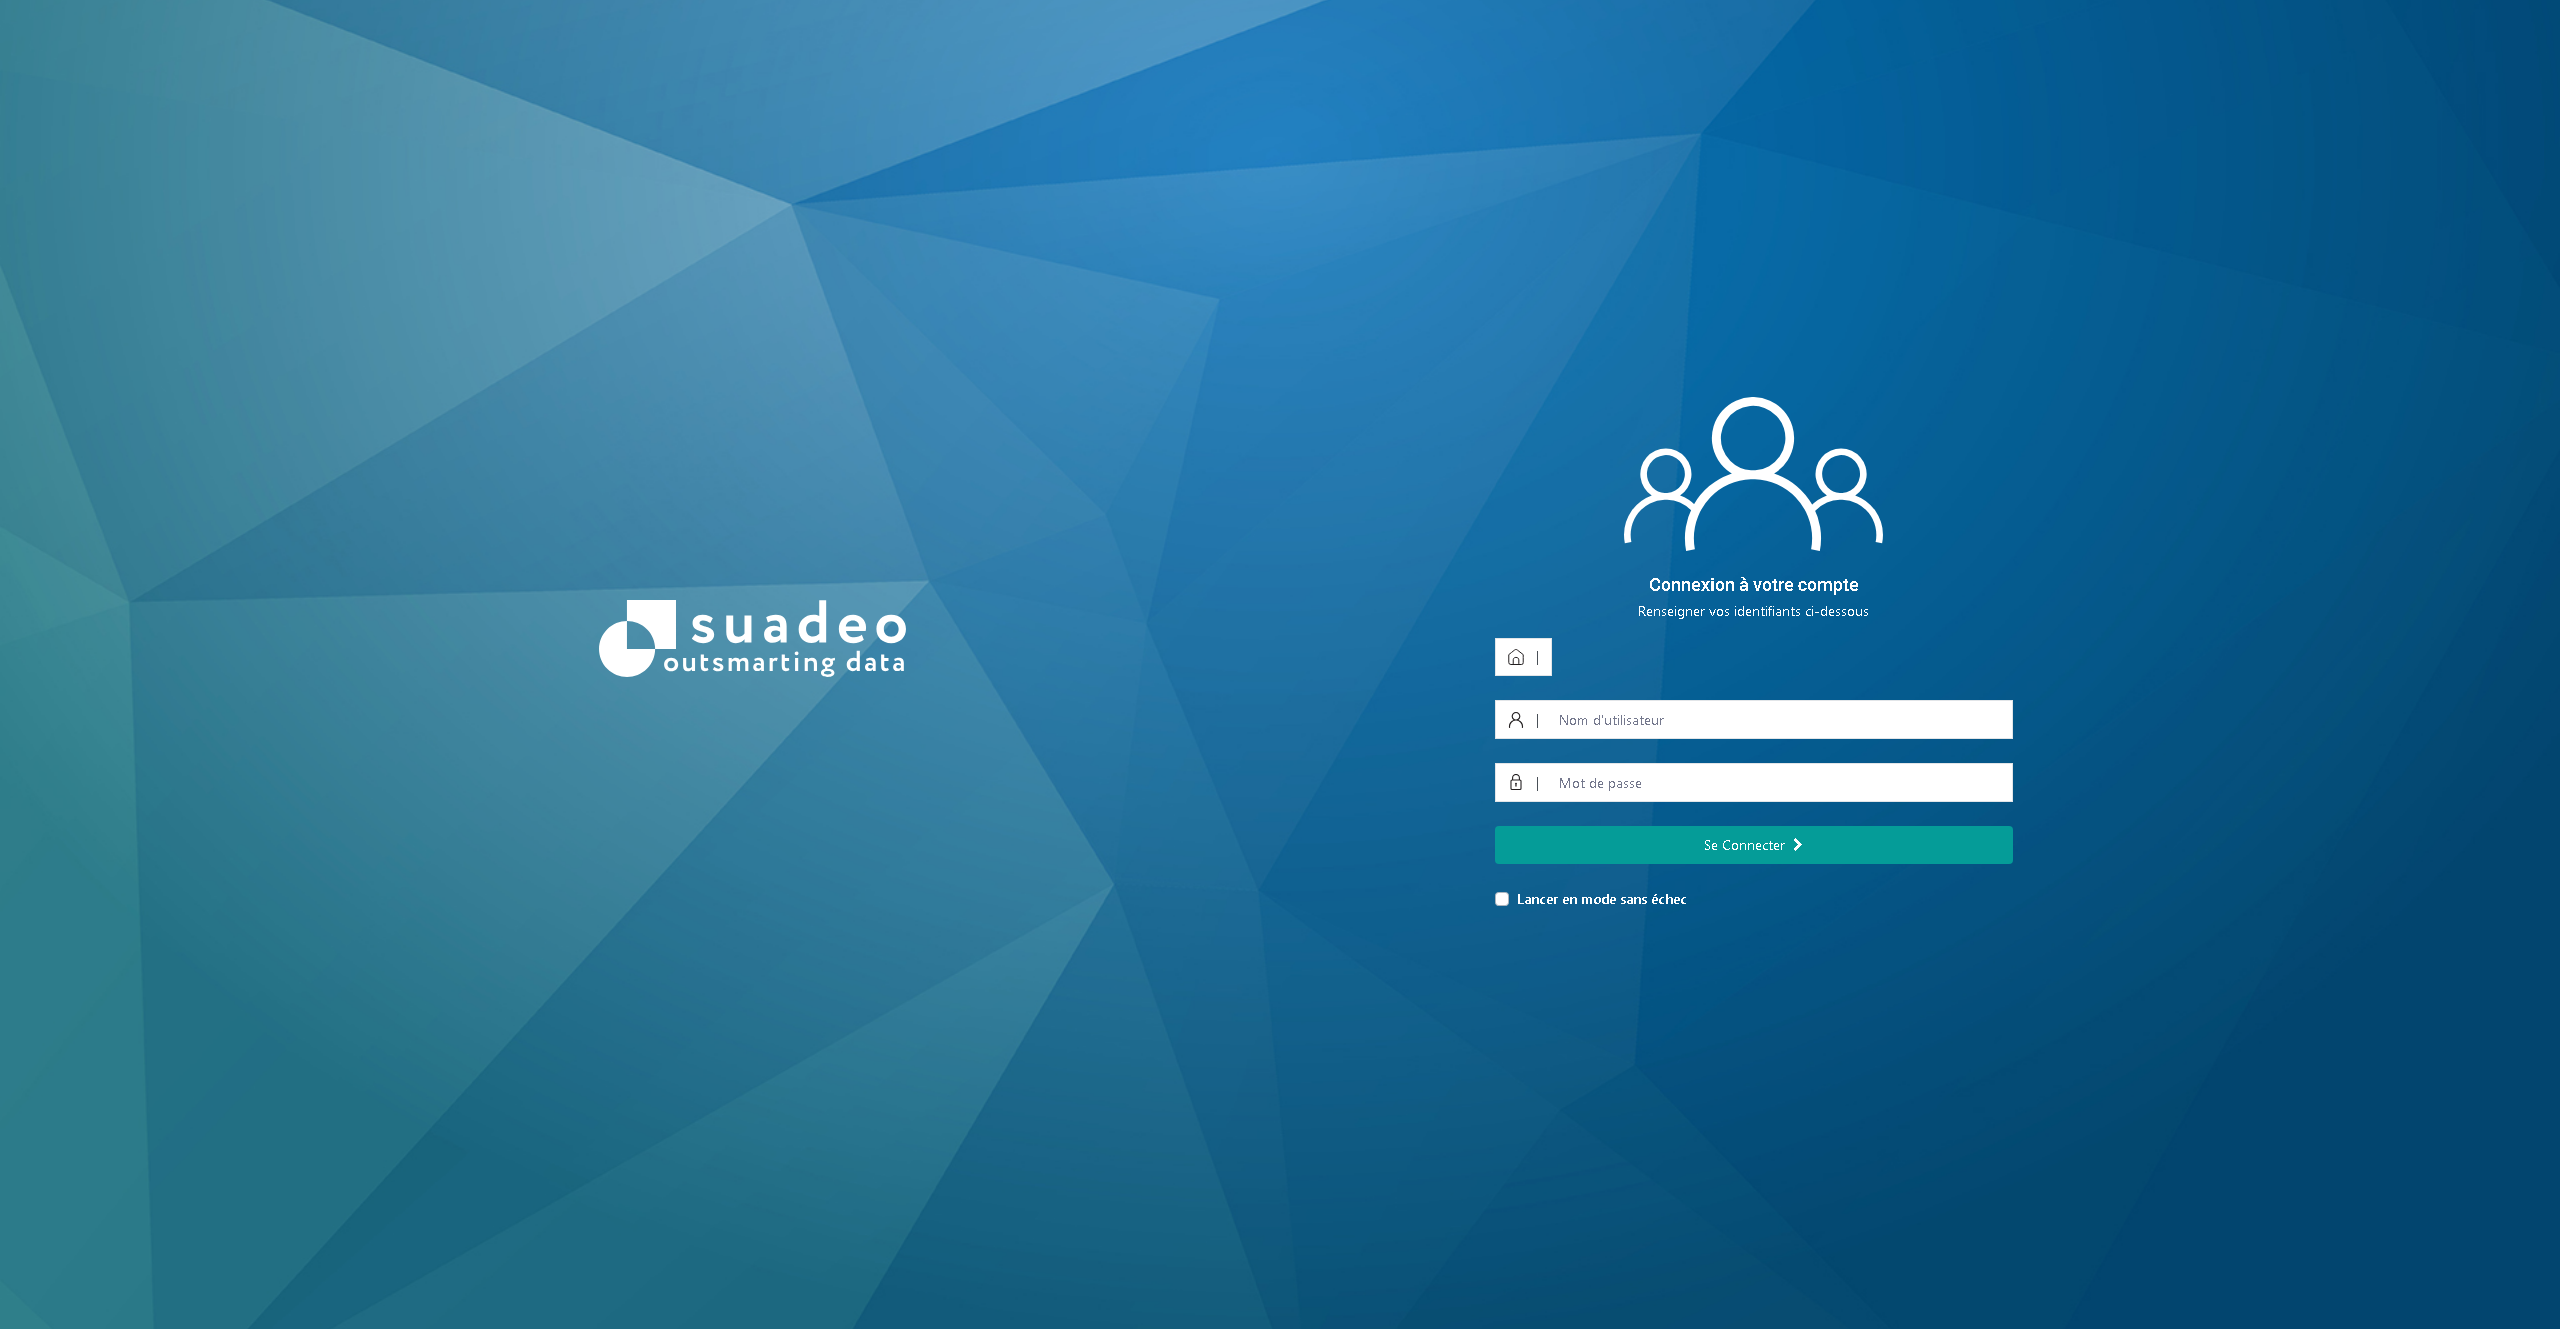 suadeo
outsmarting data
Connexion à votre compte
Renseigner vos identifiants ci-dessous
Nom d'utilisateur
Mot de passe
Se Connecter
Lancer en mode sans échec